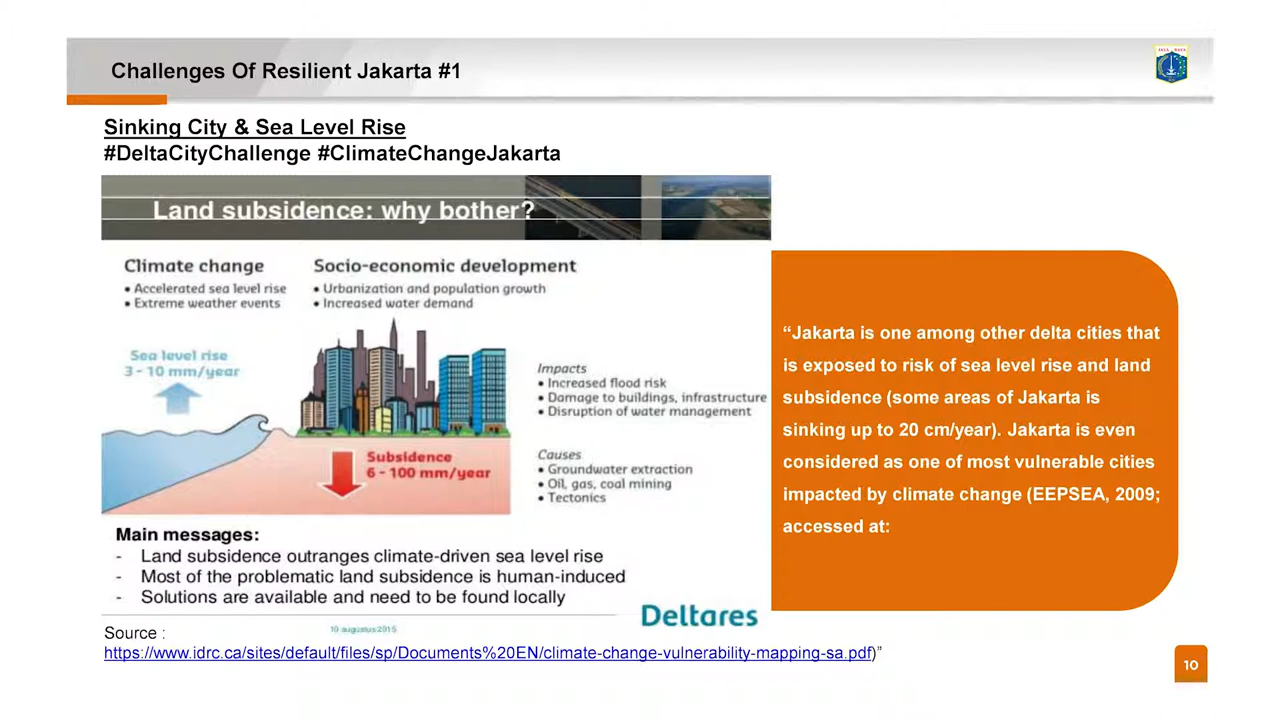 Challenges Of Resilient Jakarta #1
Sinking City & Sea Level Rise
#DeltaCityChallenge #ClimateChangeJakarta
Land subsidence: why bother?
Climate change
• Accelerated sea level rise
• Extreme weather events
Socio-economic development
• Urbanization and population growth
• Increased water demand
Sea level rise
3 - 10 mm/year
Impacts
• Increased flood risk
• Damage to buildings, infrastructure
• Disruption of water management
Subsidence
6 - 100 mm/year
Causes
• Groundwater extraction
• Oil, gas, coal mining
• Tectonics
Main messages:
- Land subsidence outranges climate-driven sea level rise
- Most of the problematic land subsidence is human-induced
- Solutions are available and need to be found locally
Deltares
10 augustus 2015
“Jakarta is one among other delta cities that
is exposed to risk of sea level rise and land
subsidence (some areas of Jakarta is
sinking up to 20 cm/year). Jakarta is even
considered as one of most vulnerable cities
impacted by climate change (EEPSEA, 2009;
accessed at:
Source :
https://www.idrc.ca/sites/default/files/sp/Documents%20EN/climate-change-vulnerability-mapping-sa.pdf)”
10